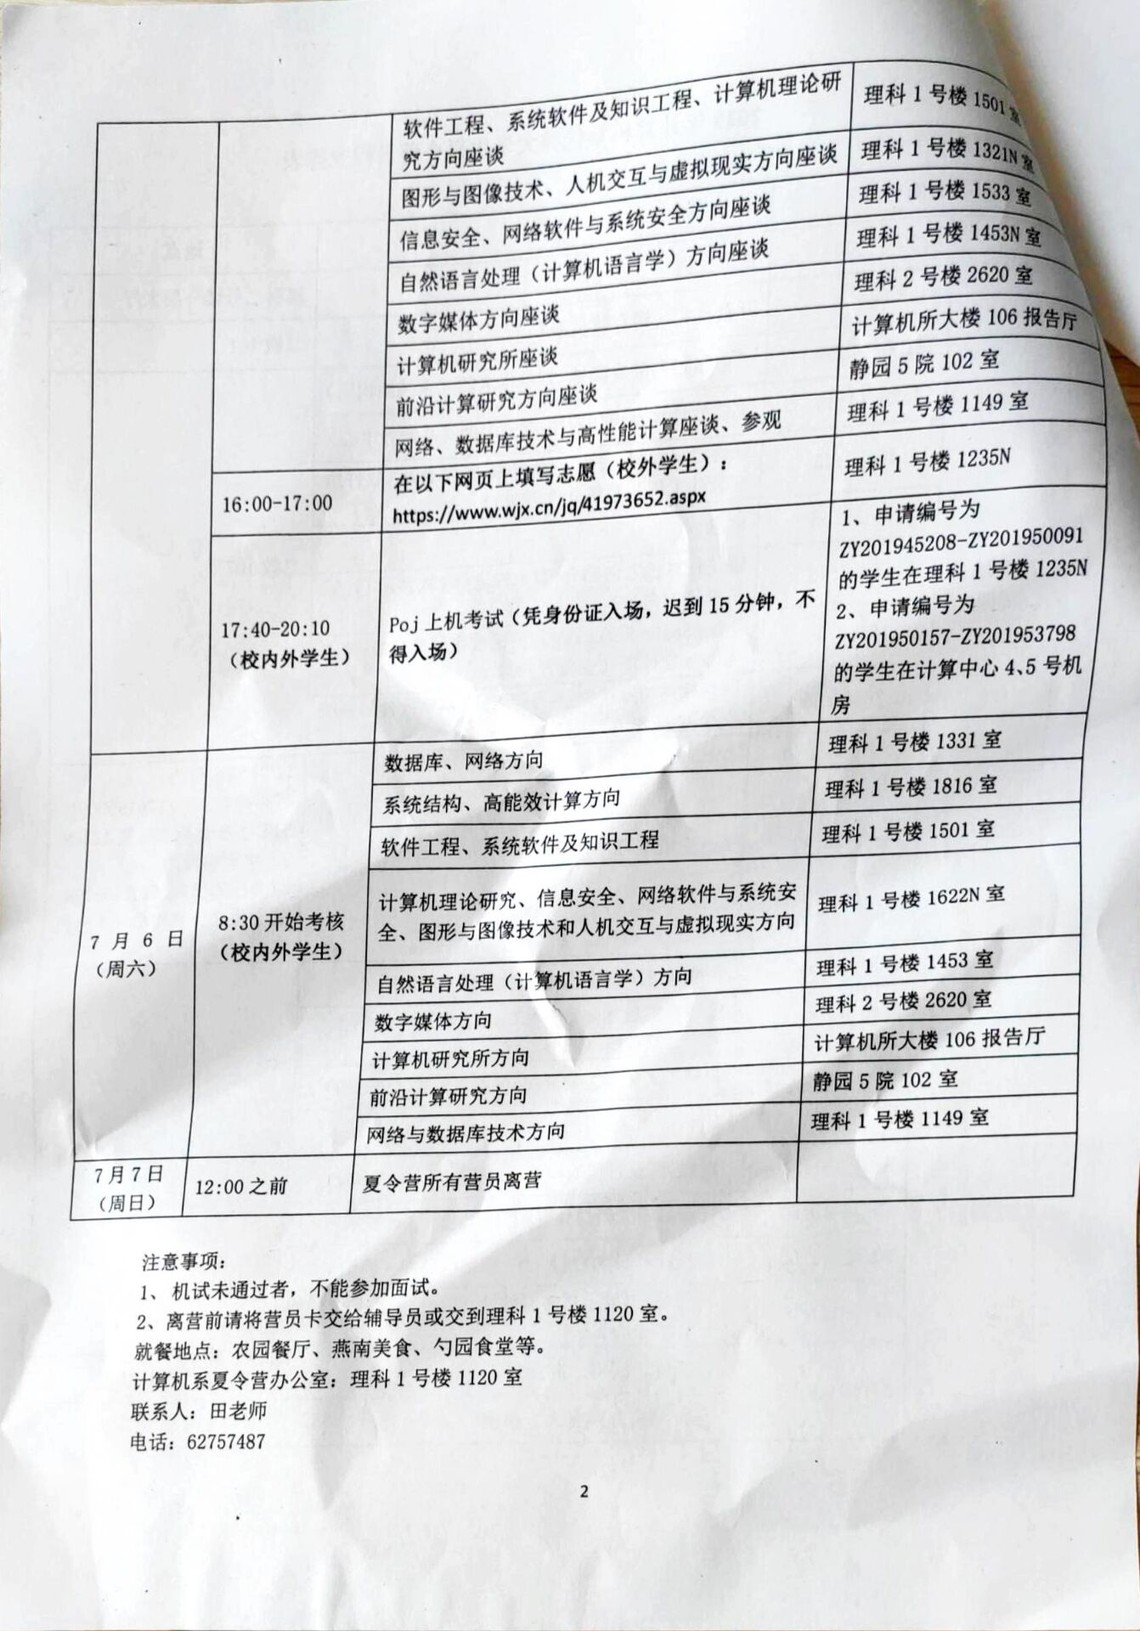 软件工程、系统软件及知识工程、计算机理论研
究方向座谈
理科 1 号楼 1501 室
图形与图像技术、人机交互与虚拟现实方向座谈
理科 1 号楼 1321N 室
信息安全、网络软件与系统安全方向座谈
理科 1 号楼 1533 室
自然语言处理（计算机语言学）方向座谈
理科 1 号楼 1453N 室
数字媒体方向座谈
理科 2 号楼 2620 室
计算机研究所座谈
计算机所大楼 106 报告厅
前沿计算研究方向座谈
静园 5 院 102 室
网络、数据库技术与高性能计算座谈、参观
理科 1 号楼 1149 室
16:00-17:00
在以下网页上填写志愿（校外学生）：
https://www.wjx.cn/jq/41973652.aspx
理科 1 号楼 1235N
17:40-20:10
（校内外学生）
Poj 上机考试（凭身份证入场，迟到 15 分钟，不
得入场）
1、申请编号为
ZY201945208-ZY201950091
的学生在理科 1 号楼 1235N
2、申请编号为
ZY201950157-ZY201953798
的学生在计算中心 4、5 号机
房
7 月 6 日
（周六）
8:30 开始考核
（校内外学生）
数据库、网络方向
理科 1 号楼 1331 室
系统结构、高能效计算方向
理科 1 号楼 1816 室
软件工程、系统软件及知识工程
理科 1 号楼 1501 室
计算机理论研究、信息安全、网络软件与系统安
全、图形与图像技术和人机交互与虚拟现实方向
理科 1 号楼 1622N 室
自然语言处理（计算机语言学）方向
理科 1 号楼 1453 室
数字媒体方向
理科 2 号楼 2620 室
计算机研究所方向
计算机所大楼 106 报告厅
前沿计算研究方向
静园 5 院 102 室
网络与数据库技术方向
理科 1 号楼 1149 室
7 月 7 日
（周日）
12:00 之前
夏令营所有营员离营
注意事项：
1、 机试未通过者，不能参加面试。
2、离营前请将营员卡交给辅导员或交到理科 1 号楼 1120 室。
就餐地点：农园餐厅、燕南美食、勺园食堂等。
计算机系夏令营办公室：理科 1 号楼 1120 室
联系人：田老师
电话：62757487
2